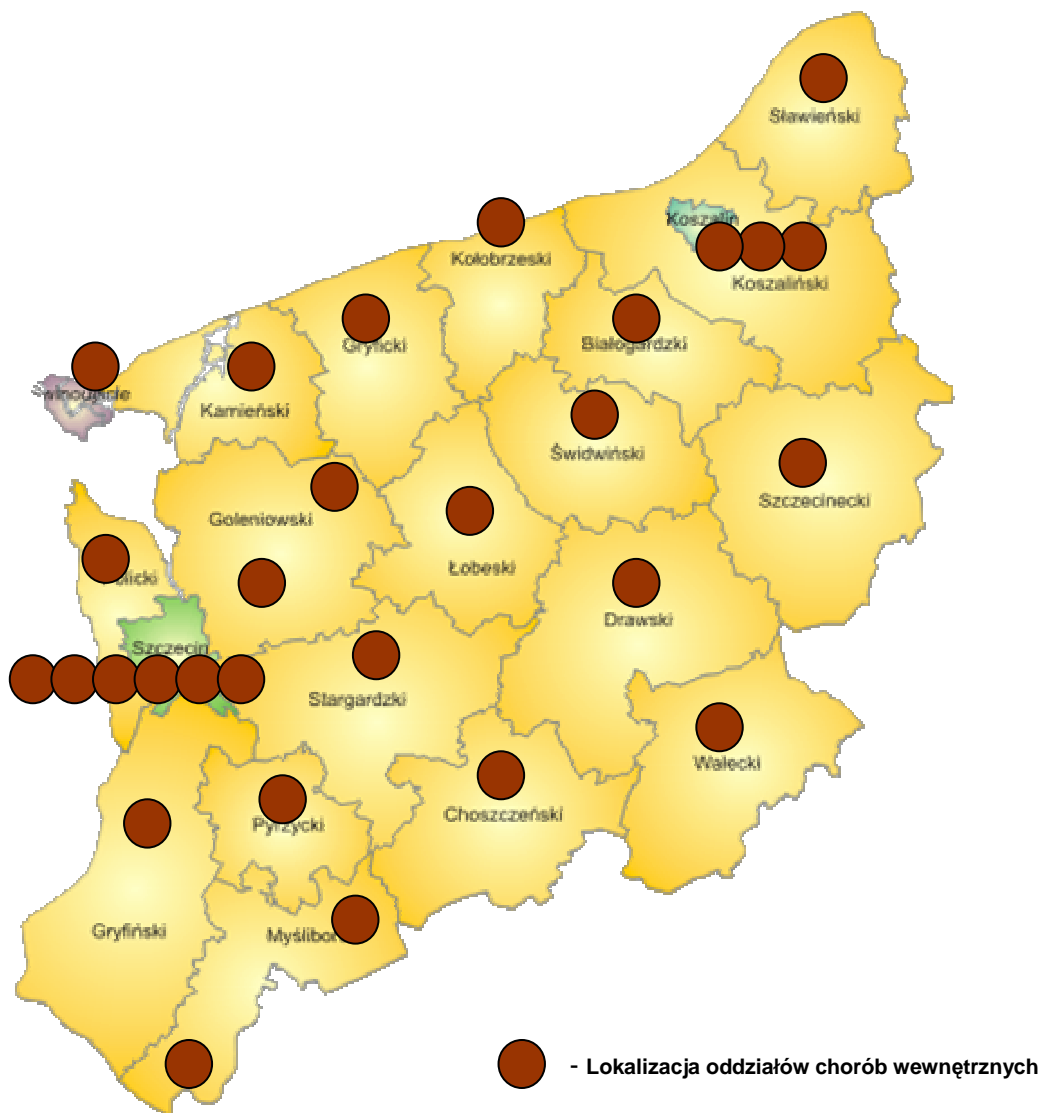 Sławieński
Koszalin
Kołobrzeski
Koszaliński
Gryficki
Białogardzki
Kamieński
Świdwiński
Szczecinecki
Goleniowski
Łobeski
Drawski
Szczecin
Stargardzki
Wałecki
Choszczeński
Pyrzycki
Gryfiński
- Lokalizacja oddziałów chorób wewnętrznych